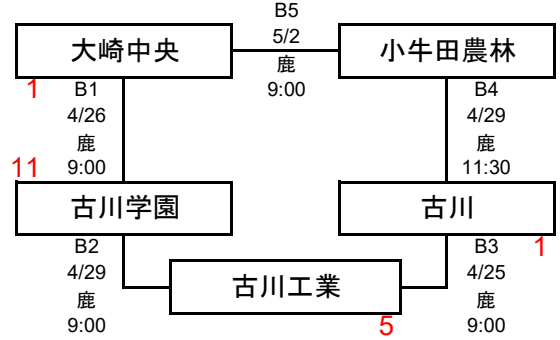 B5
5/2
鹿
9:00
大崎中央
小牛田農林
1
B1
4/26
鹿
9:00
B4
4/29
鹿
11:30
11
古川学園
古川
1
B2
4/29
鹿
9:00
B3
4/25
鹿
9:00
古川工業
5